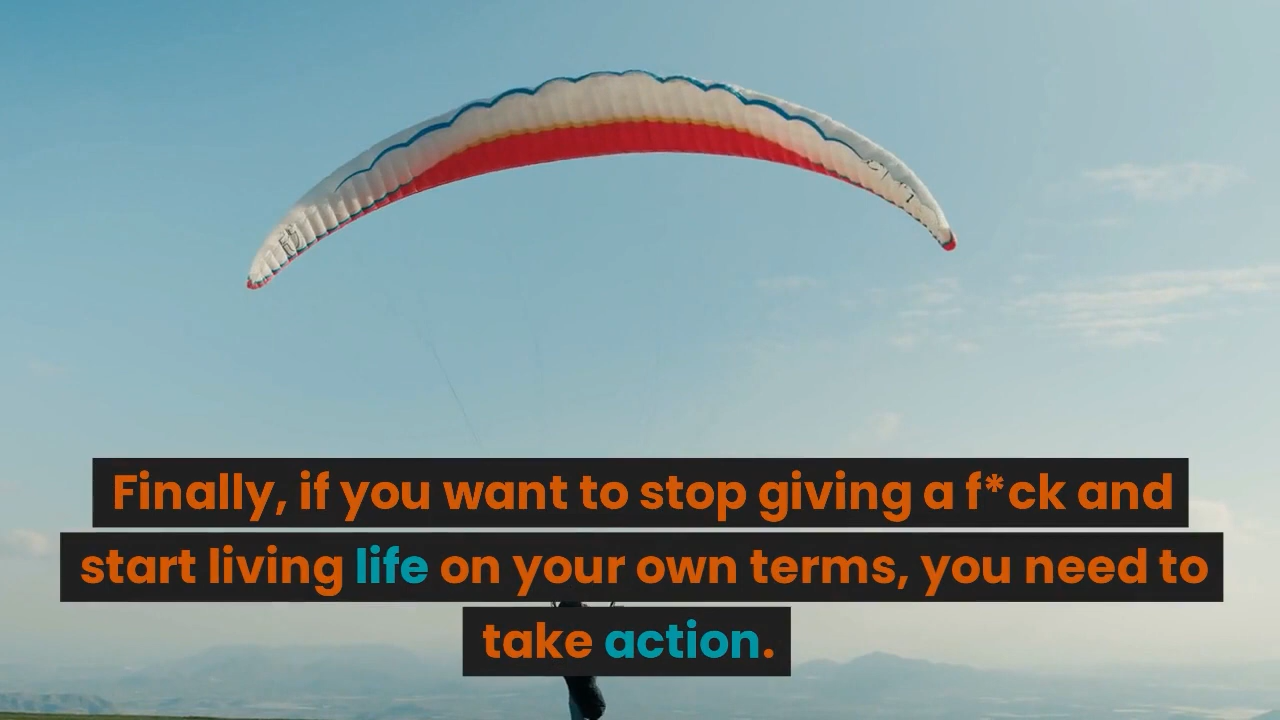 Finally, if you want to stop giving a f*ck and
start living life on your own terms, you need to
take action.